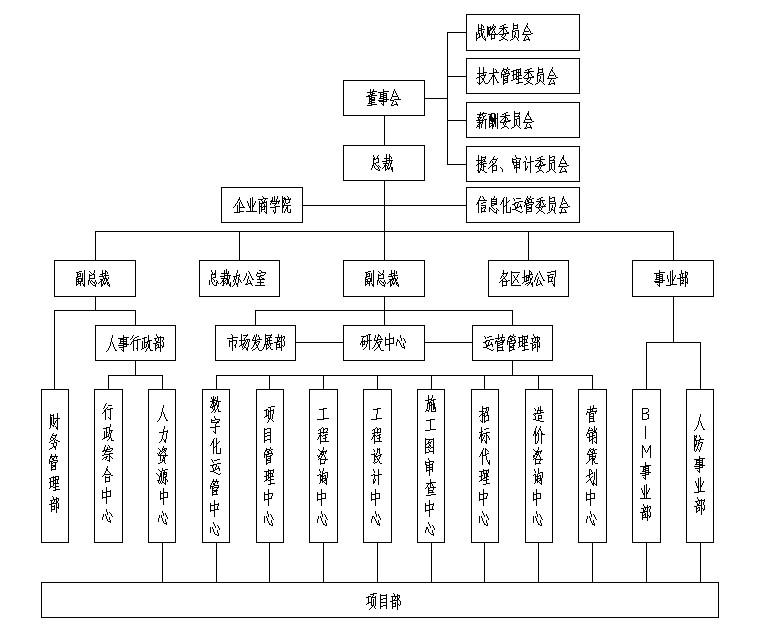 战略委员会
技术管理委员会
董事会
薪酬委员会
总裁
提名、审计委员会
企业商学院
信息化运管委员会
副总裁
总裁办公室
副总裁
各区域公司
事业部
人事行政部
市场发展部
研发中心
运营管理部
财务管理部
行政综合中心
人力资源中心
数字化运管中心
项目管理中心
工程咨询中心
工程设计中心
施工图审查中心
招标代理中心
造价咨询中心
营销策划中心
BIM事业部
人防事业部
项目部